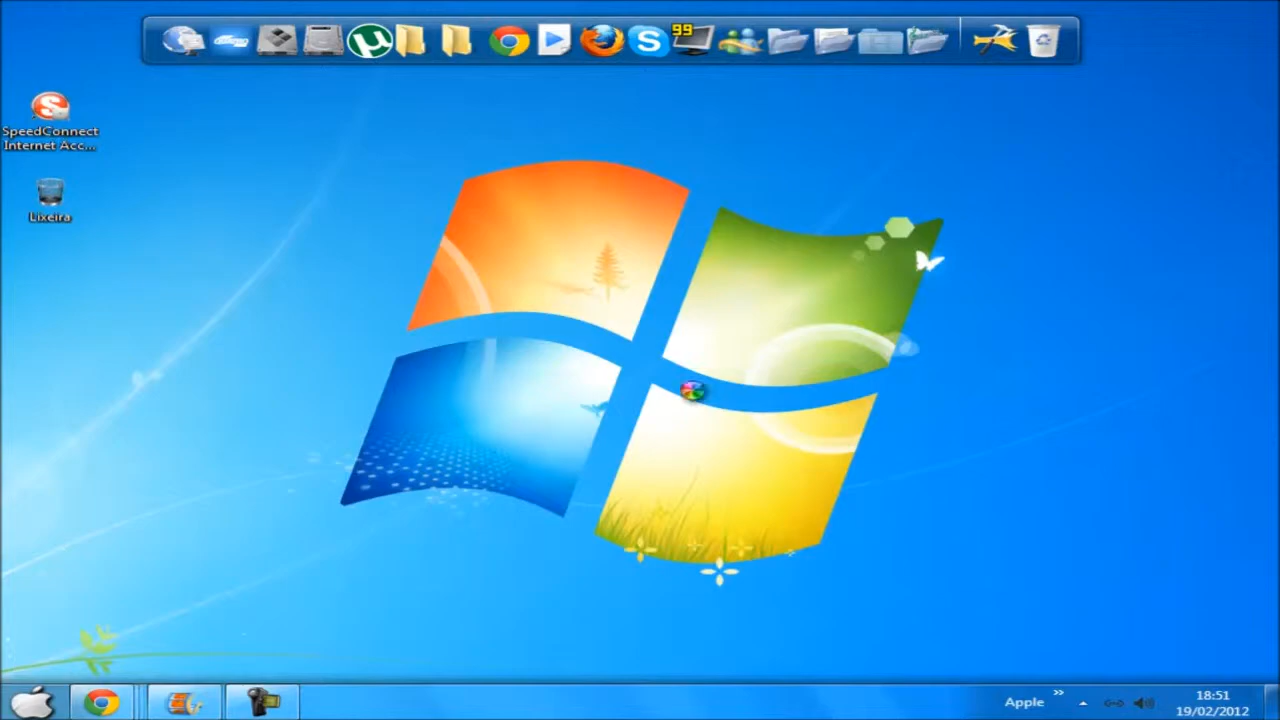 99
SpeedConnect
Internet Acc...
Lixeira
Apple
18:51
19/02/2012